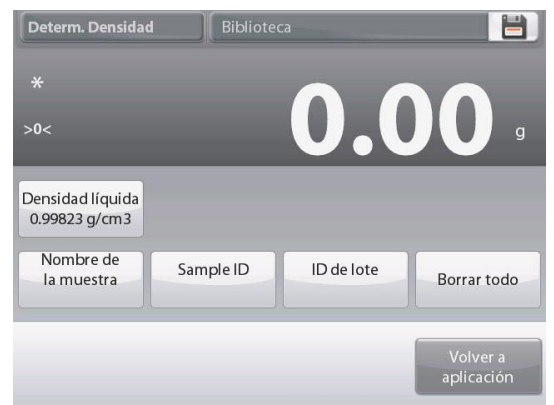 Determ. Densidad
Biblioteca
*
>0<
0.00 g
Densidad líquida
0.99823 g/cm3
Nombre de
la muestra
Sample ID
ID de lote
Borrar todo
Volver a
aplicación